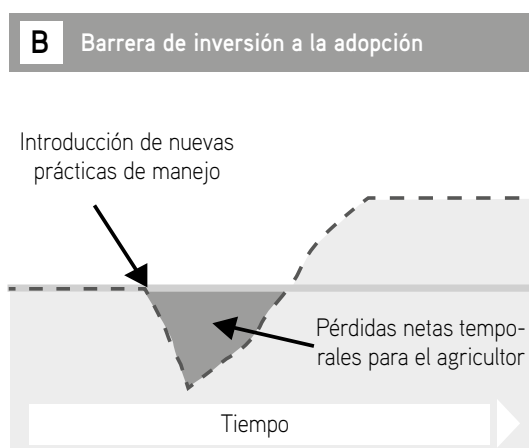 B Barrera de inversión a la adopción
Introducción de nuevas
prácticas de manejo
Pérdidas netas tempo-
rales para el agricultor
Tiempo